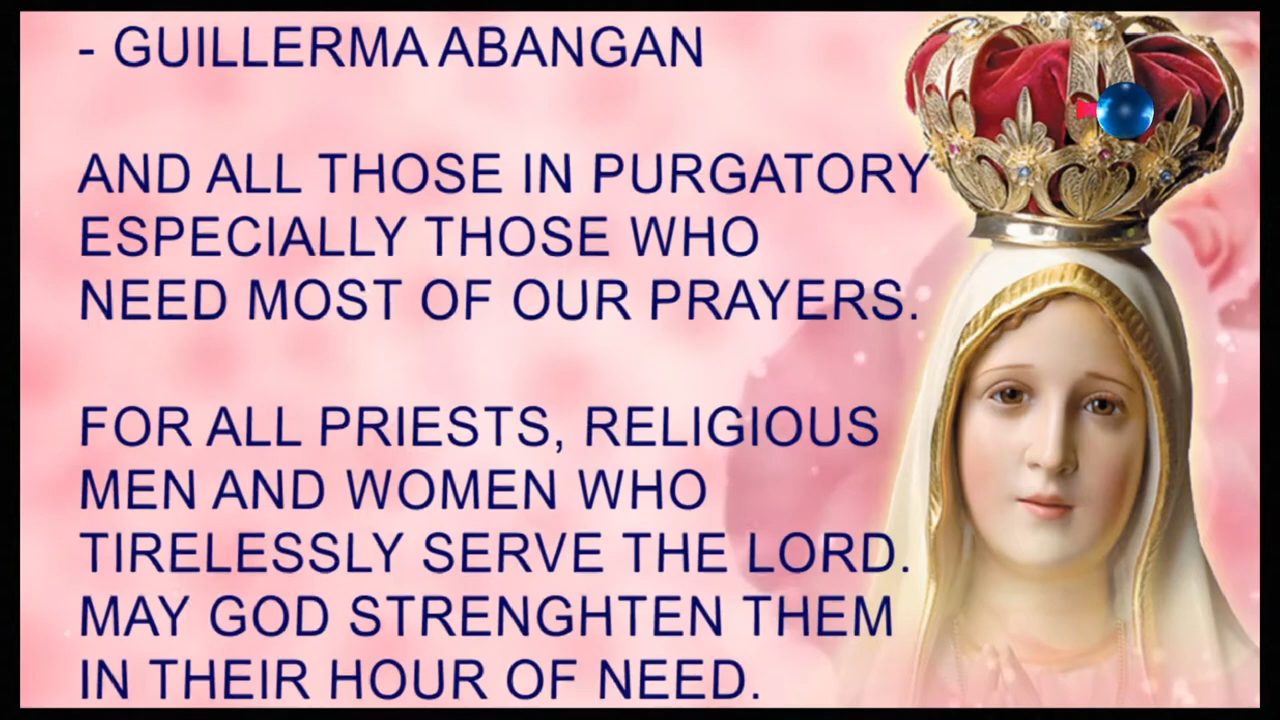 - GUILLERMA ABANGAN
AND ALL THOSE IN PURGATORY
ESPECIALLY THOSE WHO
NEED MOST OF OUR PRAYERS.
FOR ALL PRIESTS, RELIGIOUS
MEN AND WOMEN WHO
TIRELESSLY SERVE THE LORD.
MAY GOD STRENGHTEN THEM
IN THEIR HOUR OF NEED.